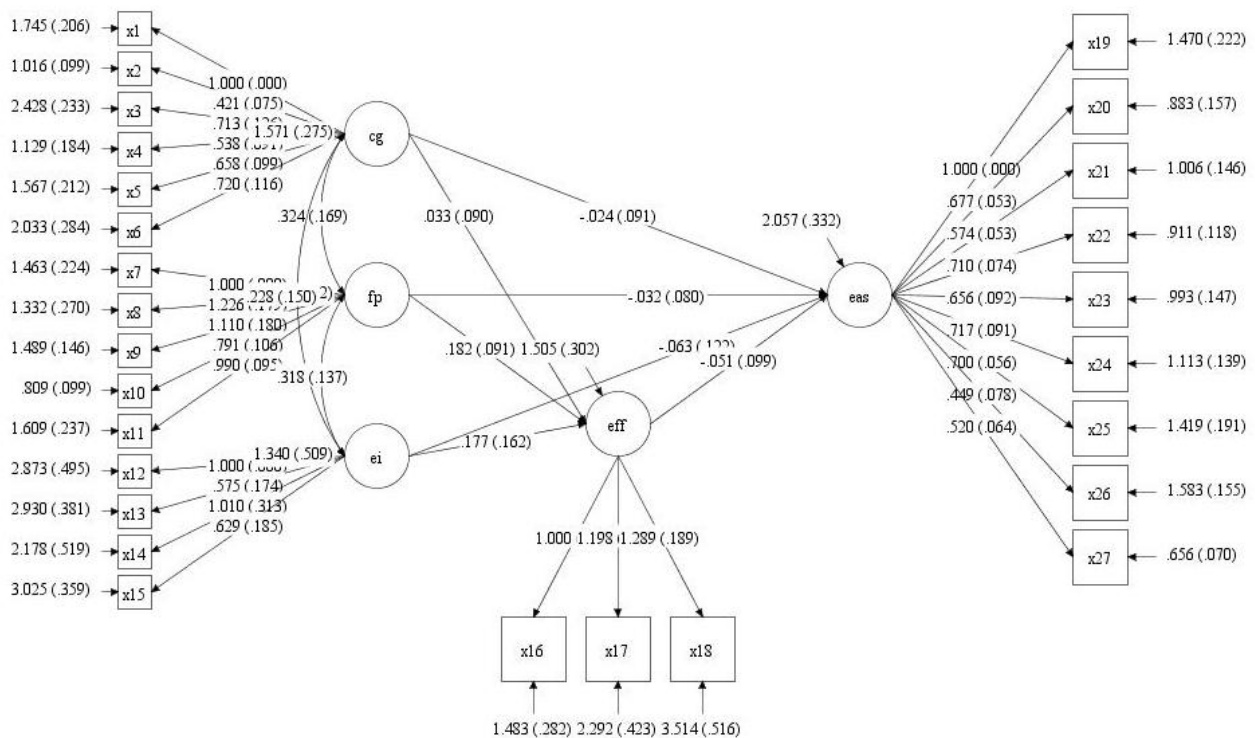 1.745 (.206)
x1
1.016 (.099)
x2
2.428 (.233)
x3
1.129 (.184)
x4
1.567 (.212)
x5
2.033 (.284)
x6
1.463 (.224)
x7
1.332 (.270)
x8
1.489 (.146)
x9
.809 (.099)
x10
1.609 (.237)
x11
2.873 (.495)
x12
2.930 (.381)
x13
2.178 (.519)
x14
3.025 (.359)
x15
1.000 (.000)
.421 (.075)
.713
1.571 (.275)
.538
.658 (.099)
.720 (.116)
cg
.324 (.169)
.033 (.090)
-.024 (.091)
2.057 (.332)
1.000
.228 (.150)
1.226
1.110 (.180)
.791 (.106)
.990 (.095)
fp
-.032 (.080)
eas
.318 (.137)
.182 (.091)
1.505 (.302)
-.063
-.051 (.099)
1.340 (.509)
1.000
.575 (.174)
1.010 (.313)
.629 (.185)
ei
.177 (.162)
eff
1.000
1.198
1.289 (.189)
x16
x17
x18
1.483 (.282)
2.292 (.423)
3.514 (.516)
1.000 (.000)
.677 (.053)
.574 (.053)
.710 (.074)
.656 (.092)
.717 (.091)
.700 (.056)
.449 (.078)
.520 (.064)
x19
1.470 (.222)
x20
.883 (.157)
x21
1.006 (.146)
x22
.911 (.118)
x23
.993 (.147)
x24
1.113 (.139)
x25
1.419 (.191)
x26
1.583 (.155)
x27
.656 (.070)